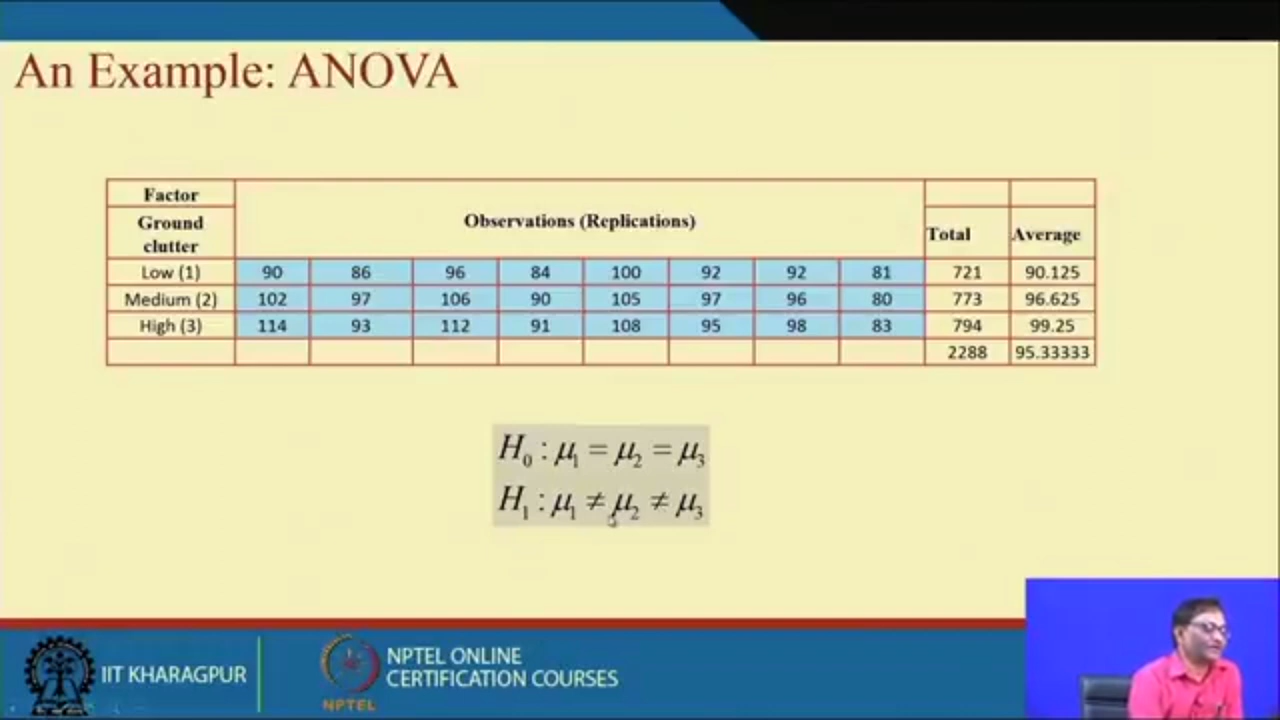 An Example: ANOVA
Factor
Ground clutter
Observations (Replications)
Total Average
Low (1) 90 86 96 84 100 92 92 81 721 90.125
Medium (2) 102 97 106 90 105 97 96 80 773 96.625
High (3) 114 93 112 91 108 95 98 83 794 99.25
2288 95.33333
H₀ : μ₁ = μ₂ = μ₃
H₁ : μ₁ ≠ μ₂ ≠ μ₃
IIT KHARAGPUR
NPTEL
NPTEL ONLINE
CERTIFICATION COURSES